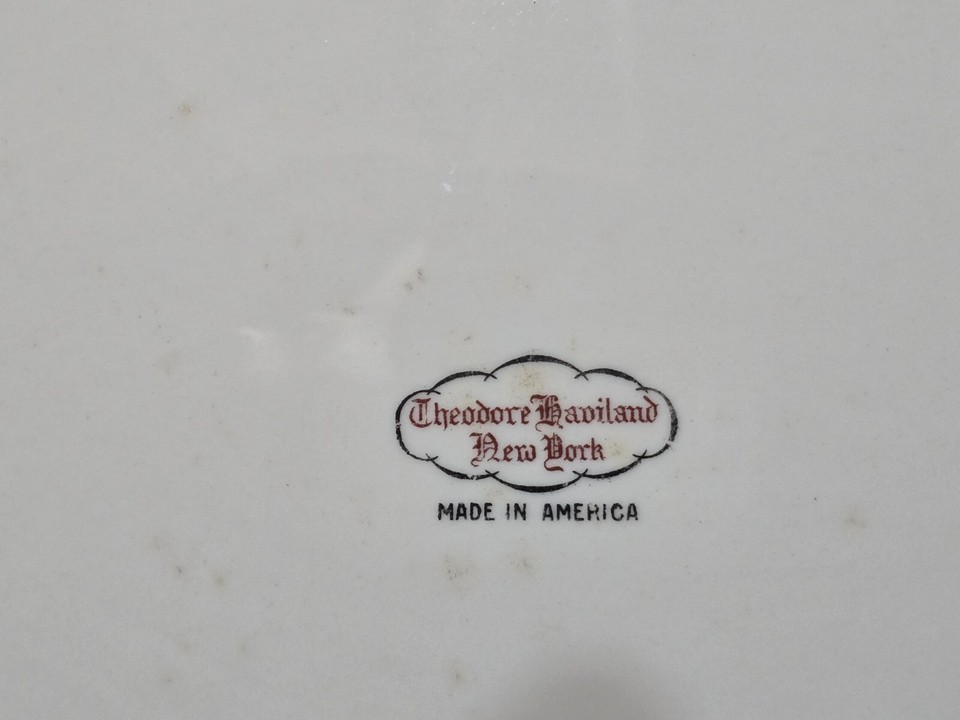 Theodore Haviland
New York
MADE IN AMERICA